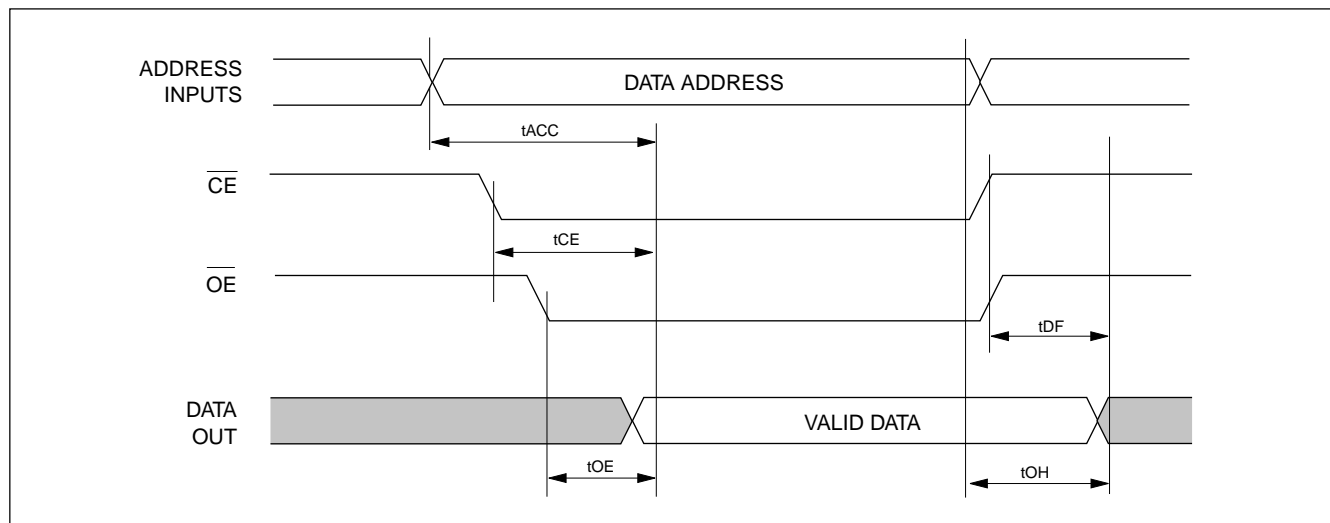 ADDRESS
INPUTS
DATA ADDRESS
tACC
CE
tCE
OE
tDF
DATA
OUT
VALID DATA
tOE
tOH